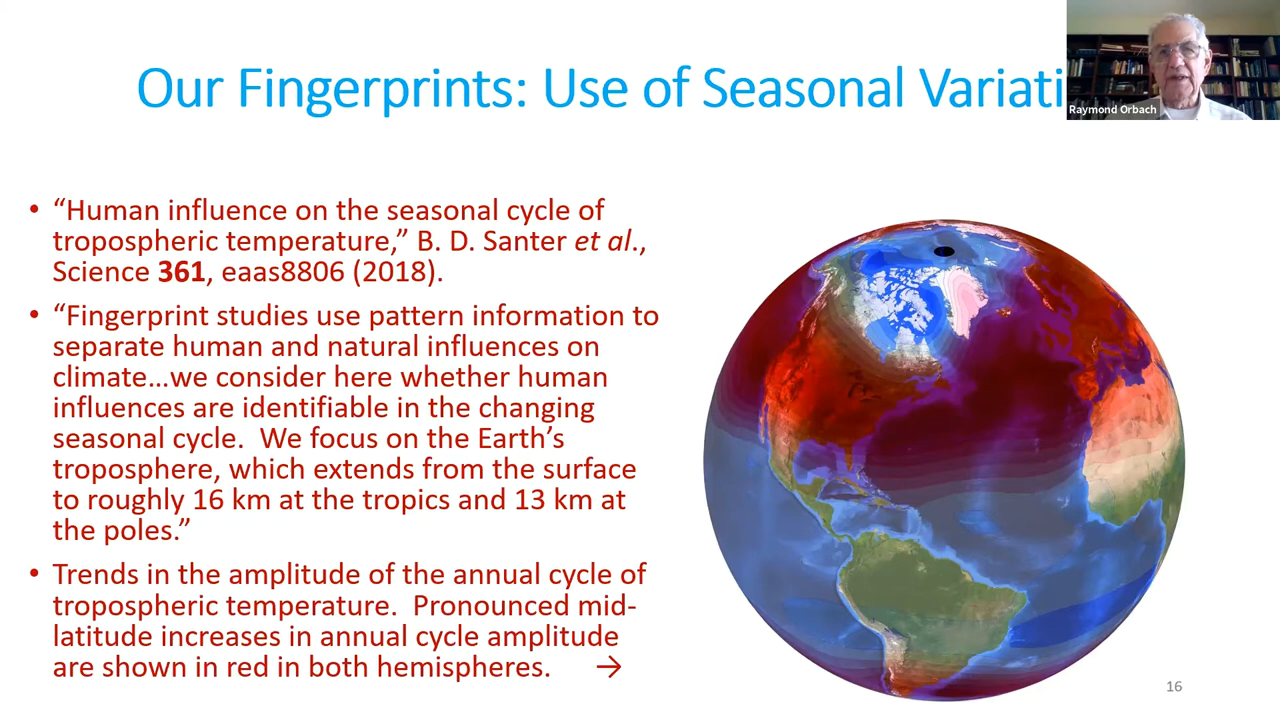 Our Fingerprints: Use of Seasonal Variati
Raymond Orbach
• “Human influence on the seasonal cycle of
tropospheric temperature,” B. D. Santer et al.,
Science 361, eaas8806 (2018).
• “Fingerprint studies use pattern information to
separate human and natural influences on
climate…we consider here whether human
influences are identifiable in the changing
seasonal cycle.  We focus on the Earth’s
troposphere, which extends from the surface
to roughly 16 km at the tropics and 13 km at
the poles.”
• Trends in the amplitude of the annual cycle of
tropospheric temperature.  Pronounced mid-
latitude increases in annual cycle amplitude
are shown in red in both hemispheres. →
16